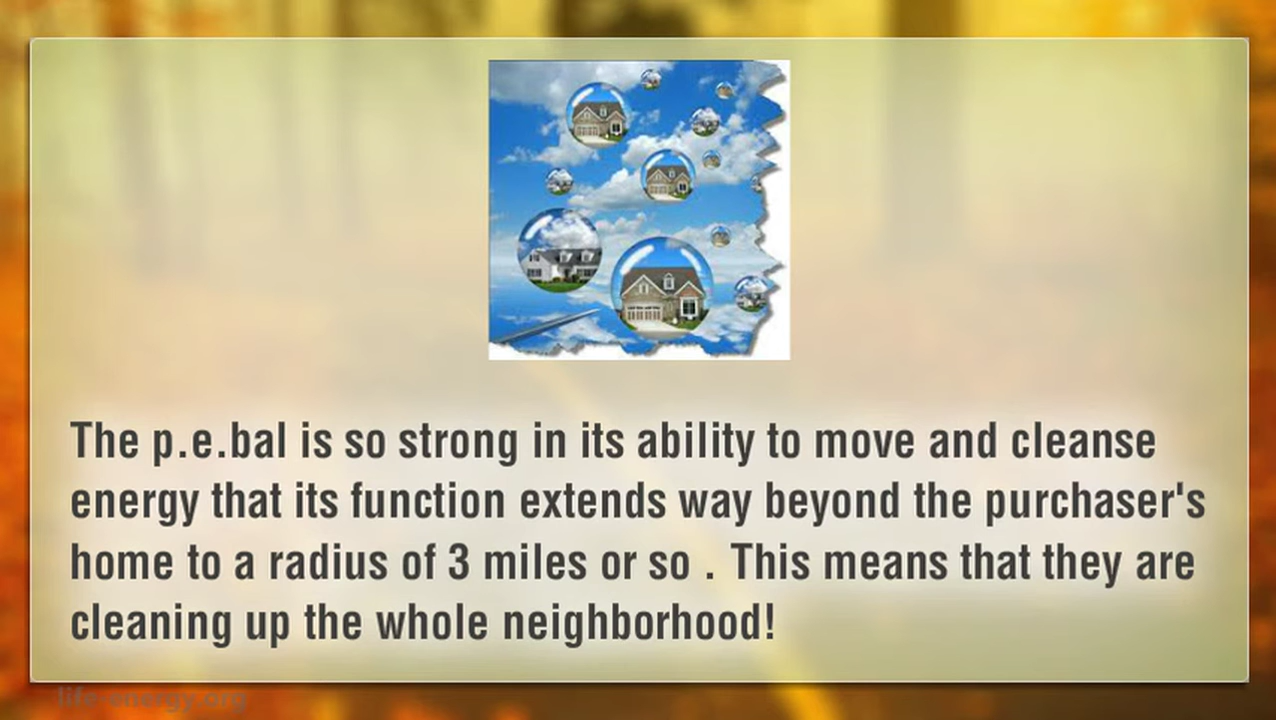 The p.e.bal is so strong in its ability to move and cleanse
energy that its function extends way beyond the purchaser's
home to a radius of 3 miles or so . This means that they are
cleaning up the whole neighborhood!
life-energy.org